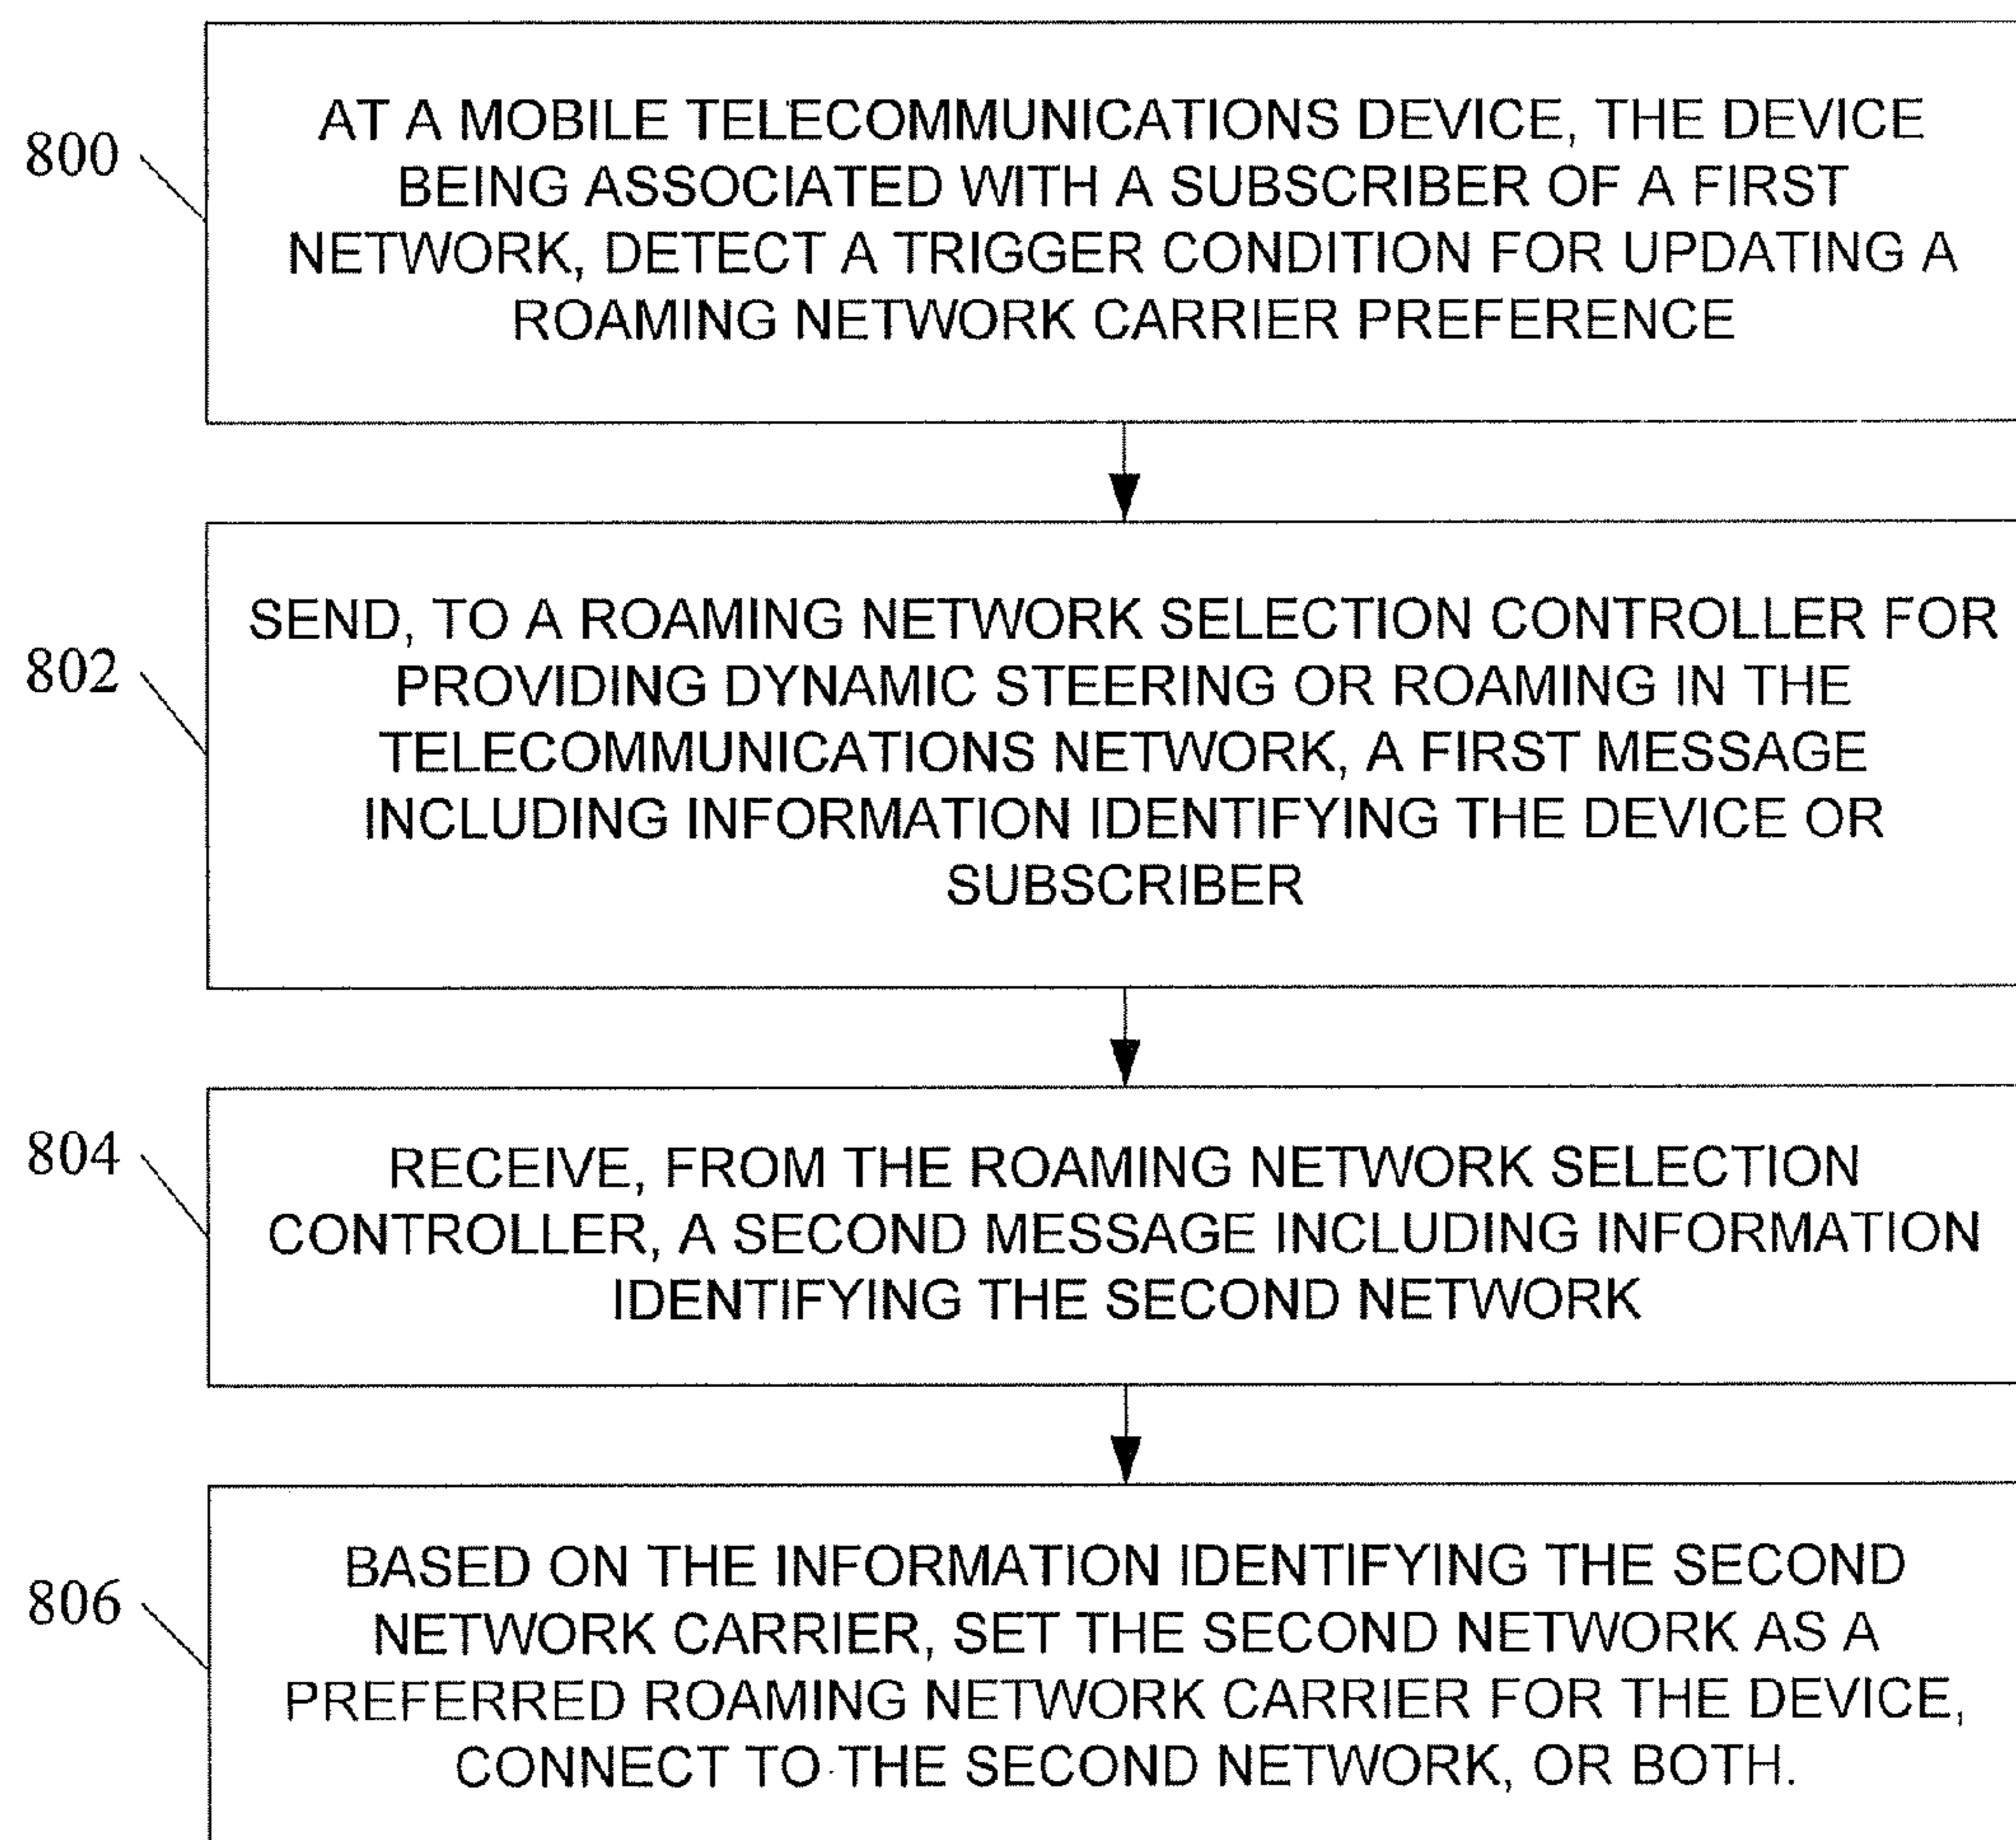 800
AT A MOBILE TELECOMMUNICATIONS DEVICE, THE DEVICE
BEING ASSOCIATED WITH A SUBSCRIBER OF A FIRST
NETWORK, DETECT A TRIGGER CONDITION FOR UPDATING A
ROAMING NETWORK CARRIER PREFERENCE
802
SEND, TO A ROAMING NETWORK SELECTION CONTROLLER FOR
PROVIDING DYNAMIC STEERING OR ROAMING IN THE
TELECOMMUNICATIONS NETWORK, A FIRST MESSAGE
INCLUDING INFORMATION IDENTIFYING THE DEVICE OR
SUBSCRIBER
804
RECEIVE, FROM THE ROAMING NETWORK SELECTION
CONTROLLER, A SECOND MESSAGE INCLUDING INFORMATION
IDENTIFYING THE SECOND NETWORK
806
BASED ON THE INFORMATION IDENTIFYING THE SECOND
NETWORK CARRIER, SET THE SECOND NETWORK AS A
PREFERRED ROAMING NETWORK CARRIER FOR THE DEVICE,
CONNECT TO THE SECOND NETWORK, OR BOTH.